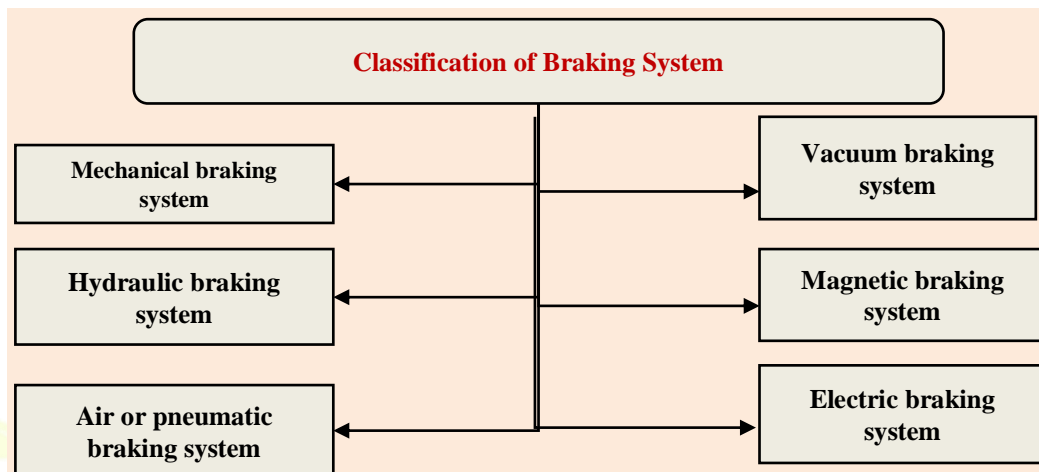 Classification of Braking System
Mechanical braking
system
Hydraulic braking
system
Air or pneumatic
braking system
Vacuum braking
system
Magnetic braking
system
Electric braking
system